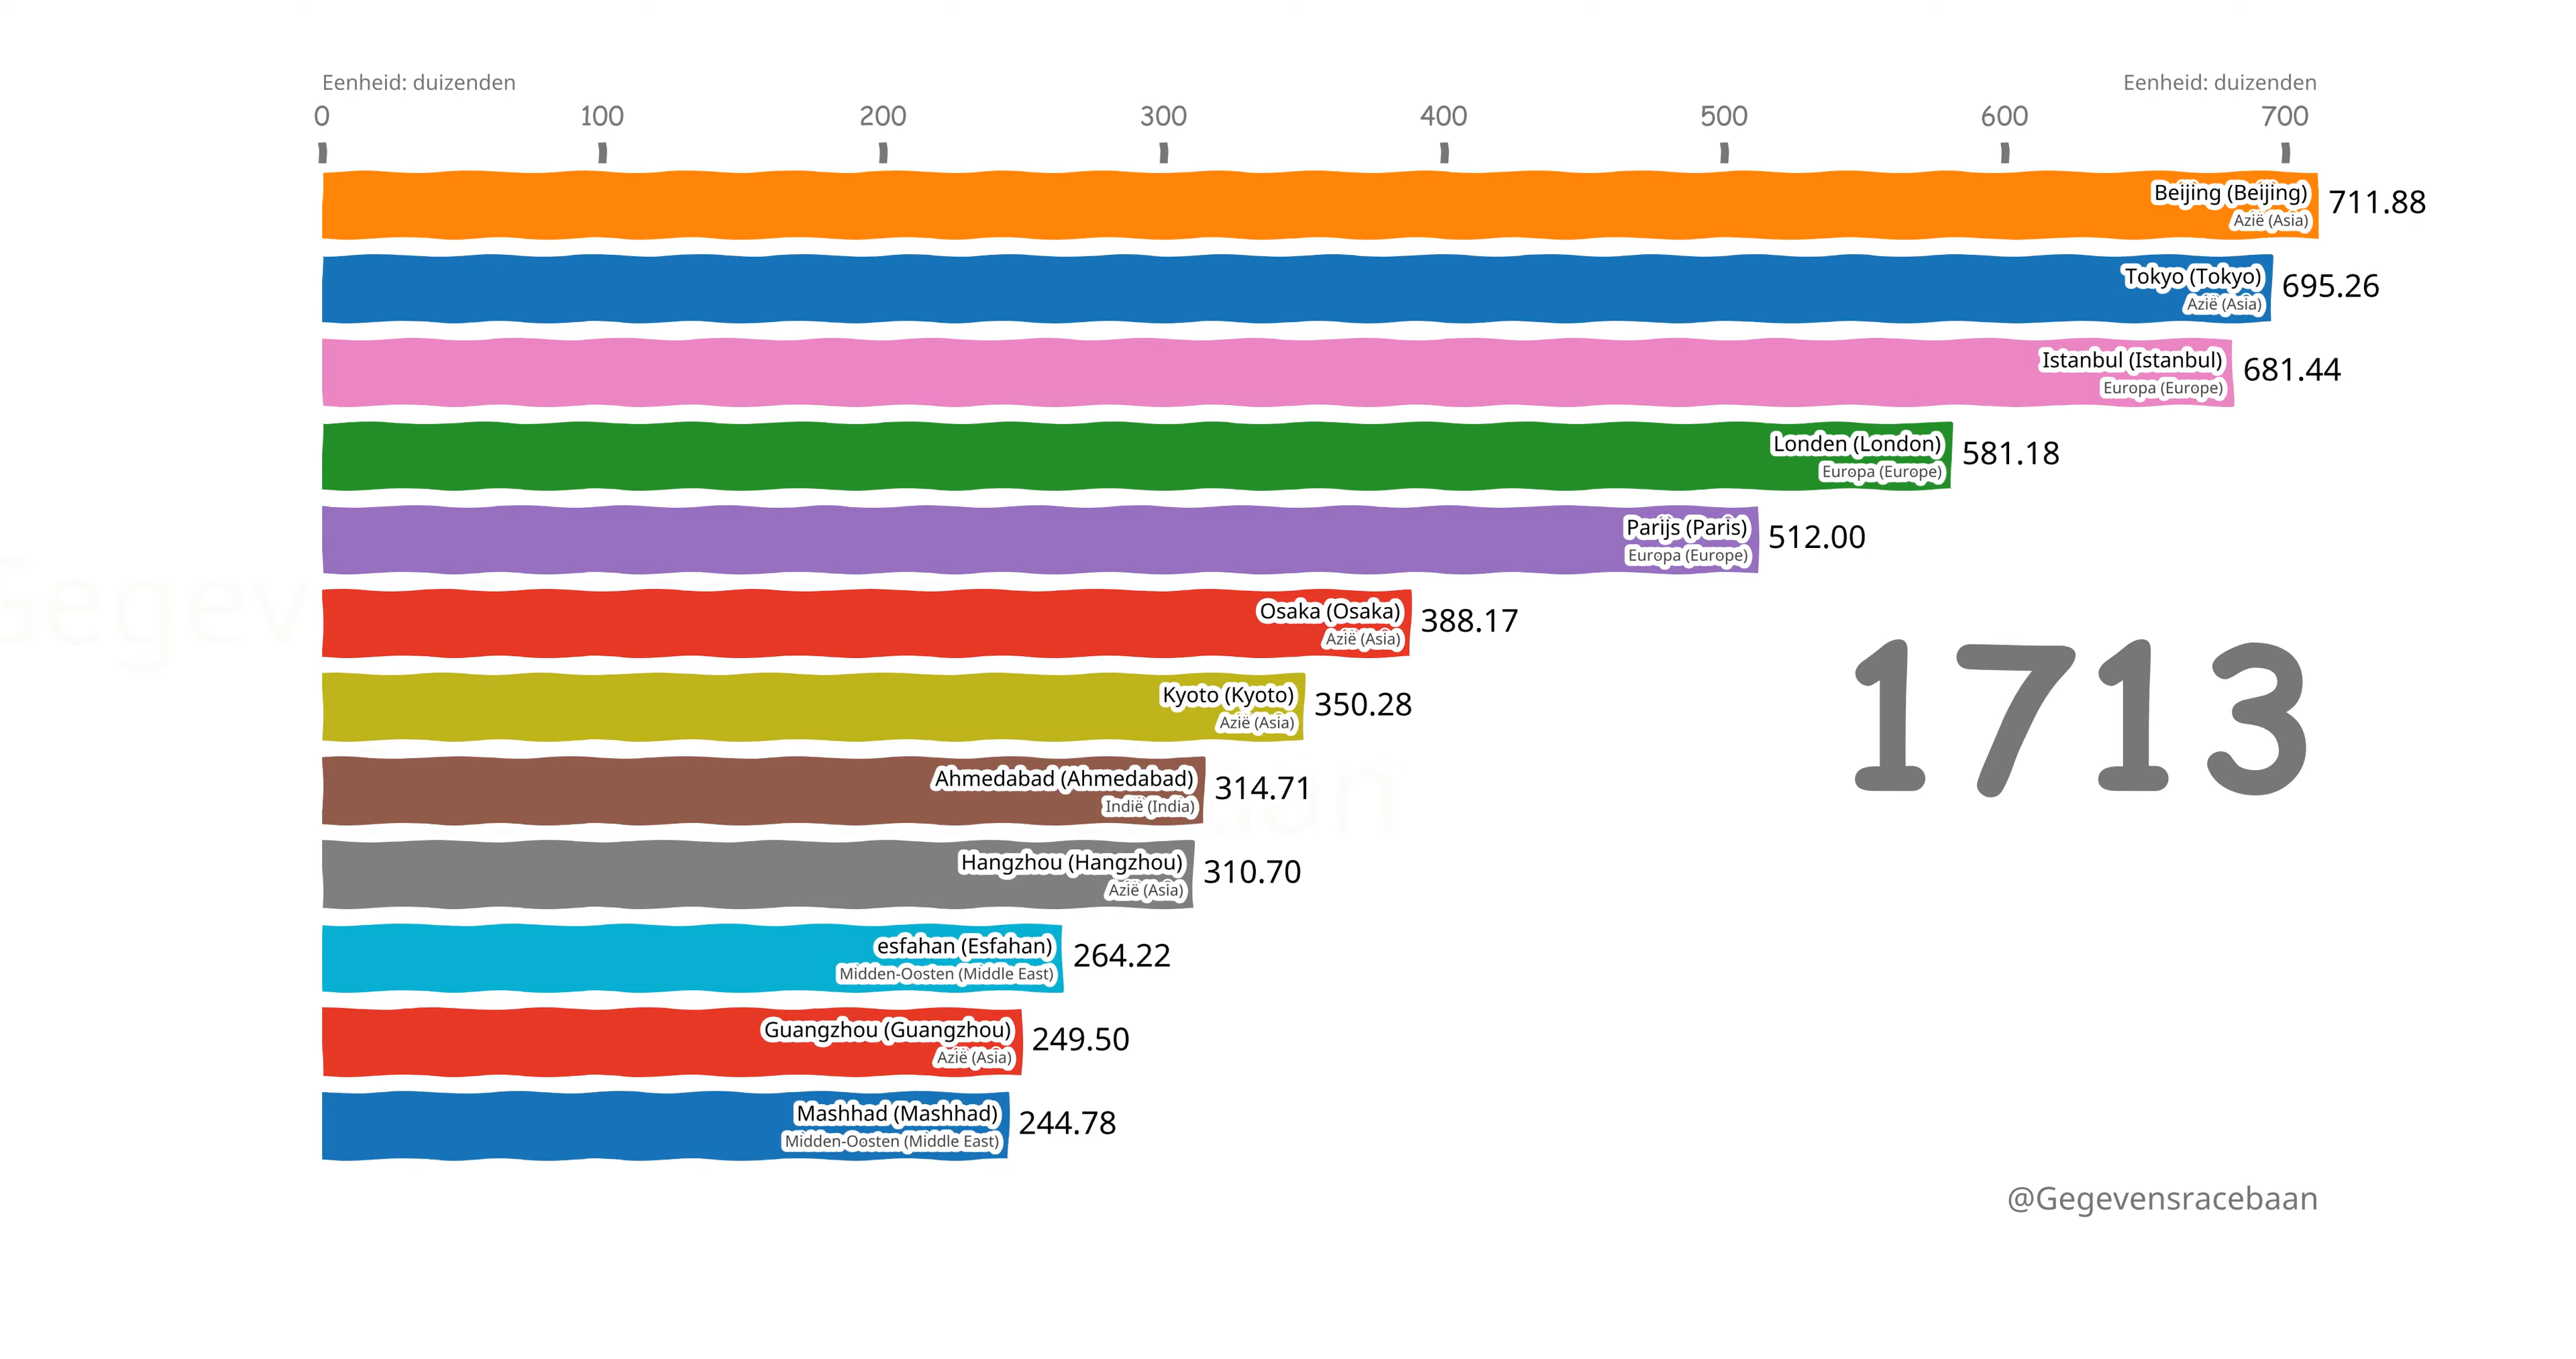 Eenheid: duizenden
Eenheid: duizenden
0 100 200 300 400 500 600 700
Beijing (Beijing) 711.88
Azië (Asia)
Tokyo (Tokyo) 695.26
Azië (Asia)
Istanbul (Istanbul) 681.44
Europa (Europe)
Londen (London) 581.18
Europa (Europe)
Parijs (Paris) 512.00
Europa (Europe)
Osaka (Osaka) 388.17
Azië (Asia)
Kyoto (Kyoto) 350.28
Azië (Asia)
Ahmedabad (Ahmedabad) 314.71
Indië (India)
Hangzhou (Hangzhou) 310.70
Azië (Asia)
esfahan (Esfahan) 264.22
Midden-Oosten (Middle East)
Guangzhou (Guangzhou) 249.50
Azië (Asia)
Mashhad (Mashhad) 244.78
Midden-Oosten (Middle East)
1713
@Gegevensracebaan